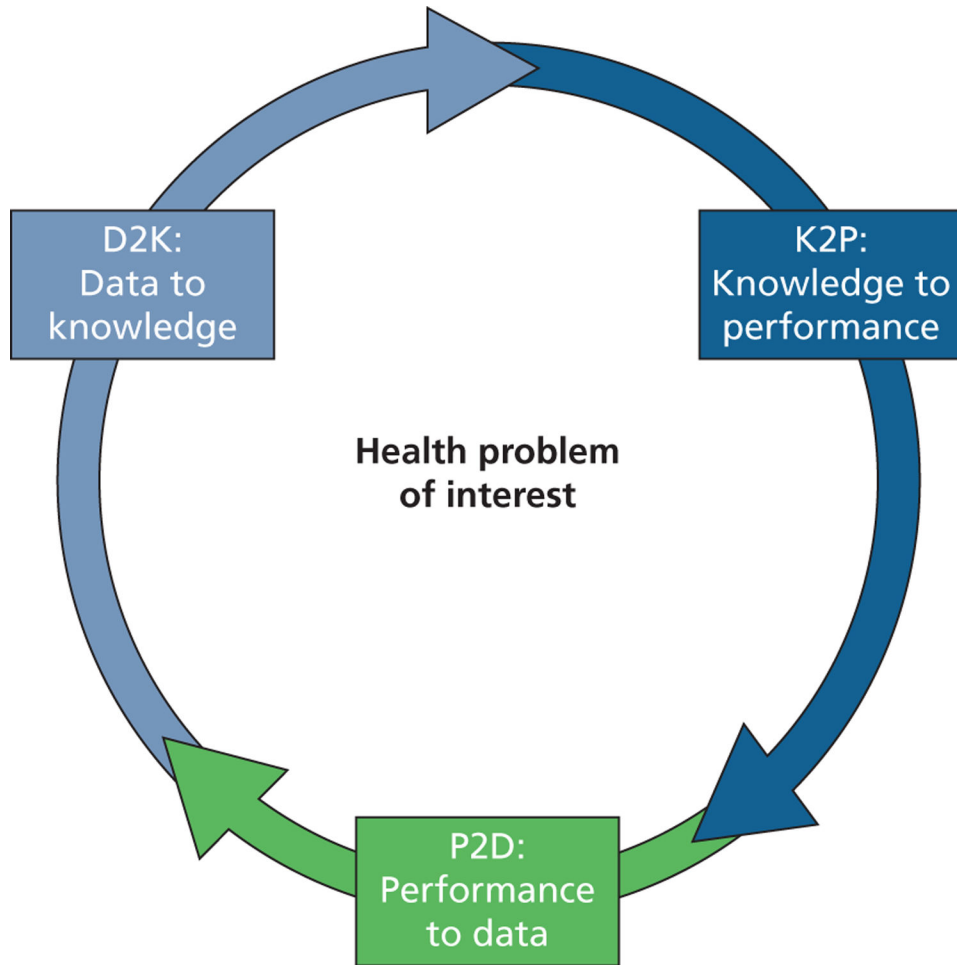 D2K:
Data to
knowledge
K2P:
Knowledge to
performance
Health problem
of interest
P2D:
Performance
to data